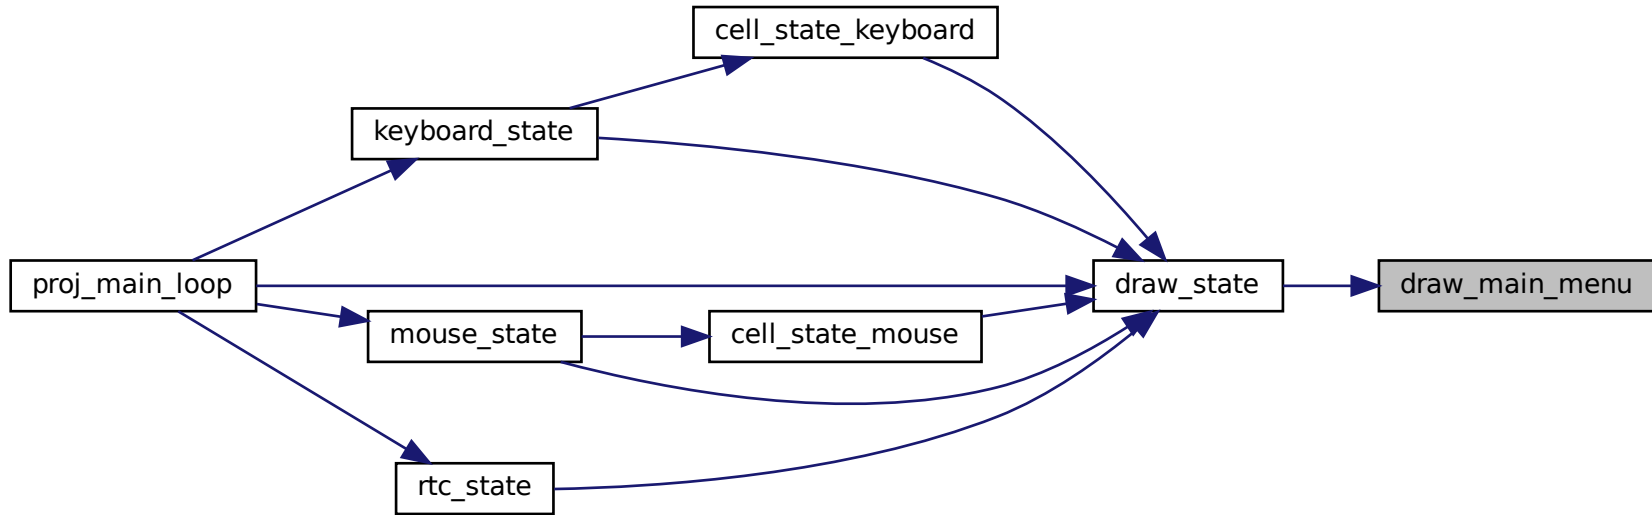 cell_state_keyboard
keyboard_state
proj_main_loop
draw_state
draw_main_menu
mouse_state
cell_state_mouse
rtc_state